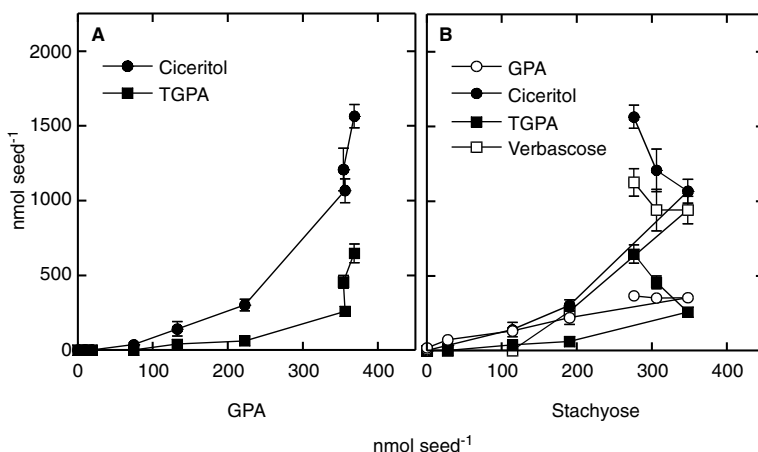 A
B
Ciceritol
TGPA
GPA
Ciceritol
TGPA
Verbascose
2000
1500
1000
500
0
nmol seed-1
0 100 200 300 400
0 100 200 300 400
GPA
Stachyose
nmol seed-1